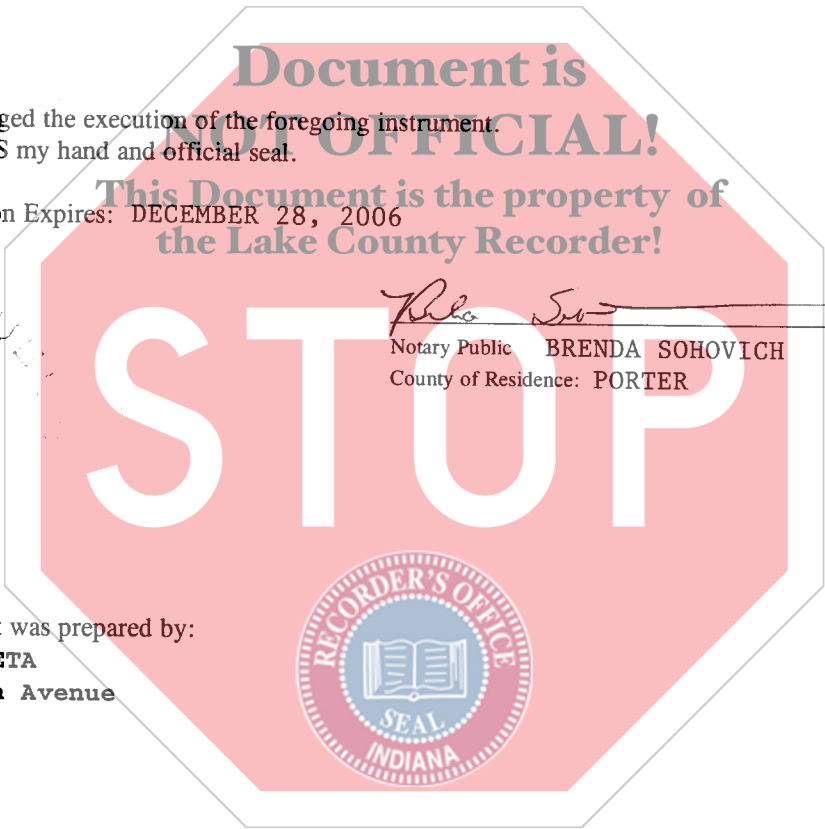 Document is
ged the execution of the foregoing instrument.
NOT OFFICIAL!
S my hand and official seal.
This Document is the property of
n Expires: DECEMBER 28, 2006
the Lake County Recorder!
Notary Public BRENDA SOHOVICH
County of Residence: PORTER
STOP
RECORDER'S OFFICE
SEAL
INDIANA
was prepared by:
ETA
Avenue